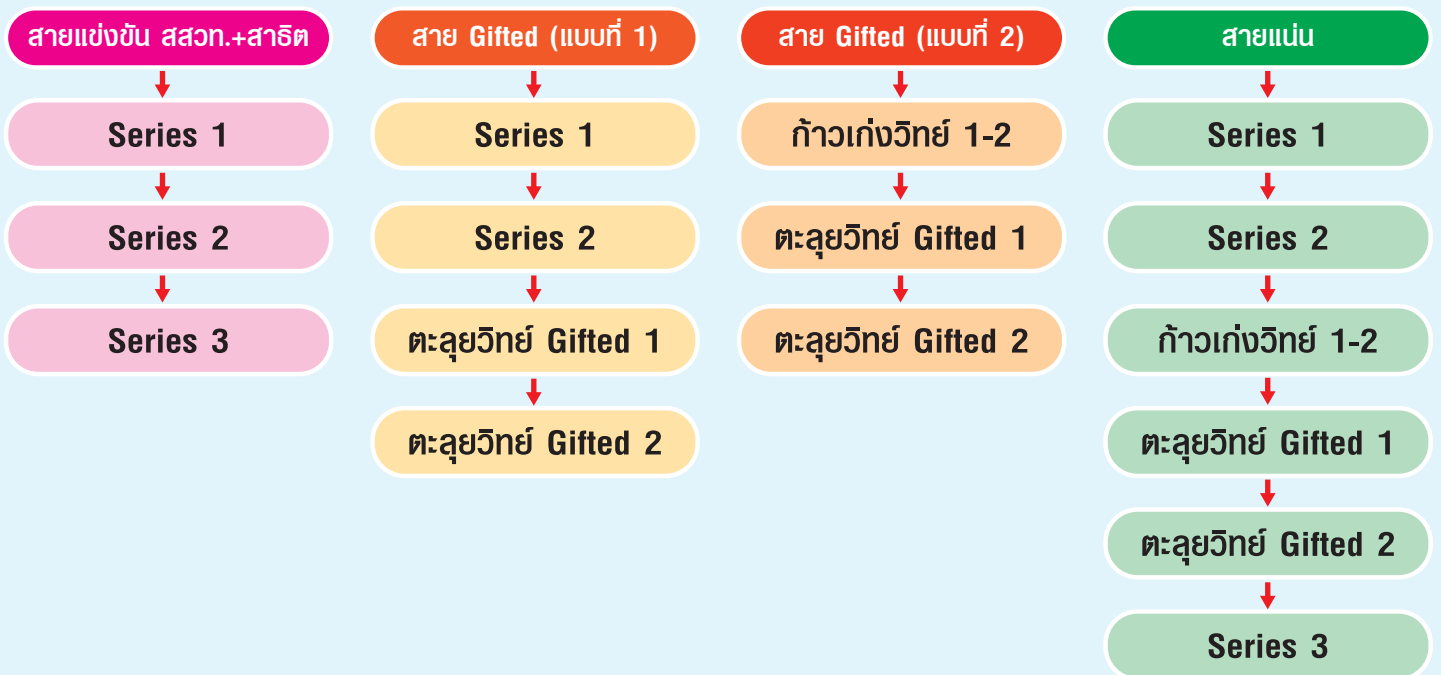 สายแข่งขัน สสวท.+สาธิต
Series 1
Series 2
Series 3
สาย Gifted (แบบที่ 1)
Series 1
Series 2
ตะลุยวิทย์ Gifted 1
ตะลุยวิทย์ Gifted 2
สาย Gifted (แบบที่ 2)
ก้าวเก่งวิทย์ 1-2
ตะลุยวิทย์ Gifted 1
ตะลุยวิทย์ Gifted 2
สายแน่น
Series 1
Series 2
ก้าวเก่งวิทย์ 1-2
ตะลุยวิทย์ Gifted 1
ตะลุยวิทย์ Gifted 2
Series 3